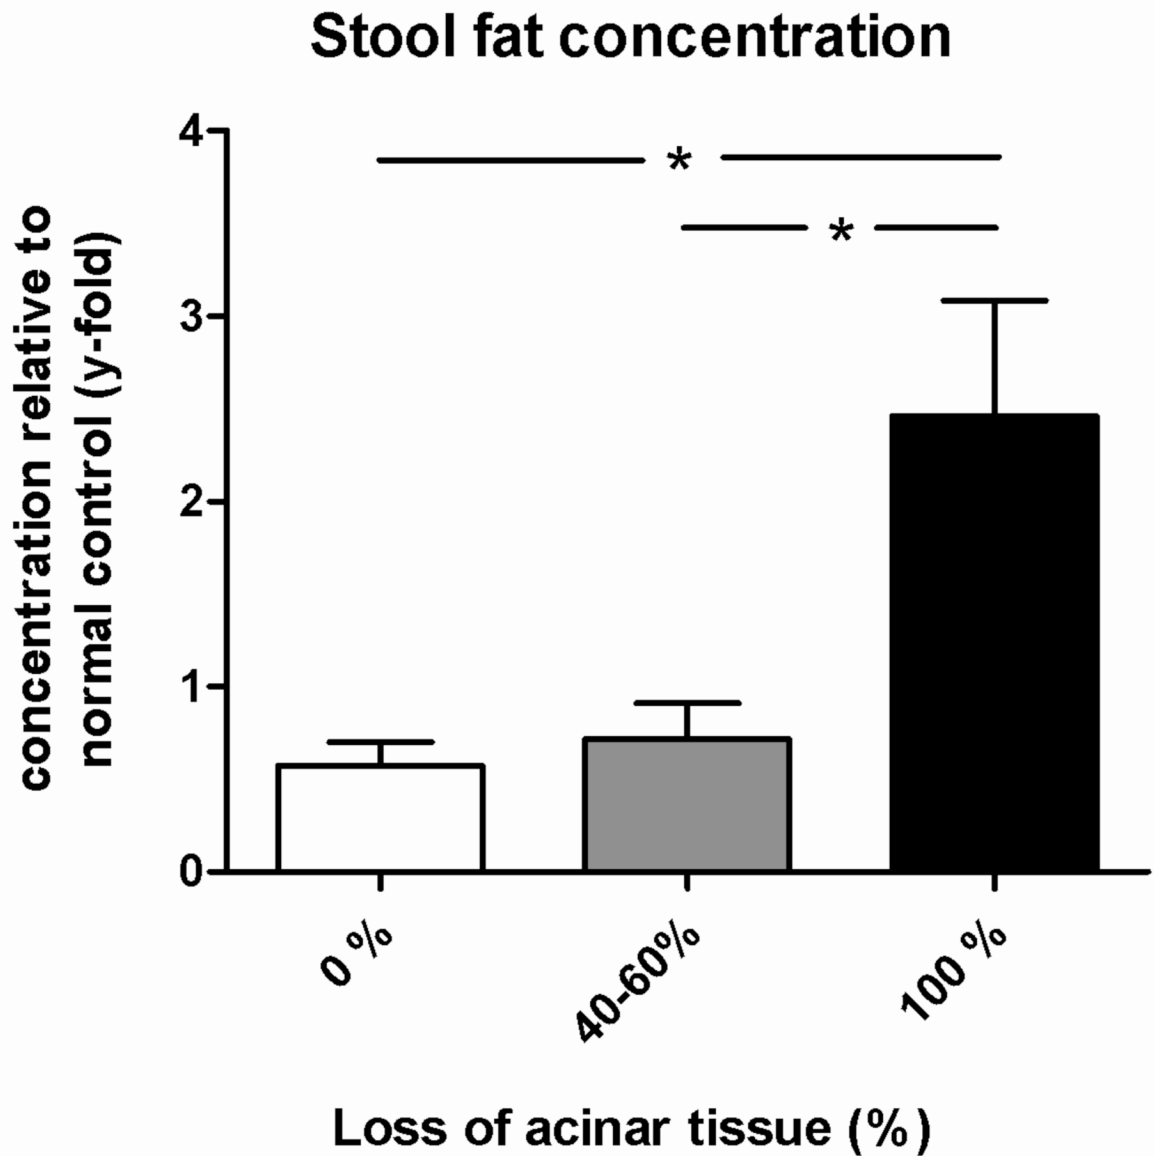 Stool fat concentration
concentration relative to
normal control (y-fold)
4
3
2
1
0
*
*
0 %
40-60%
100 %
Loss of acinar tissue (%)